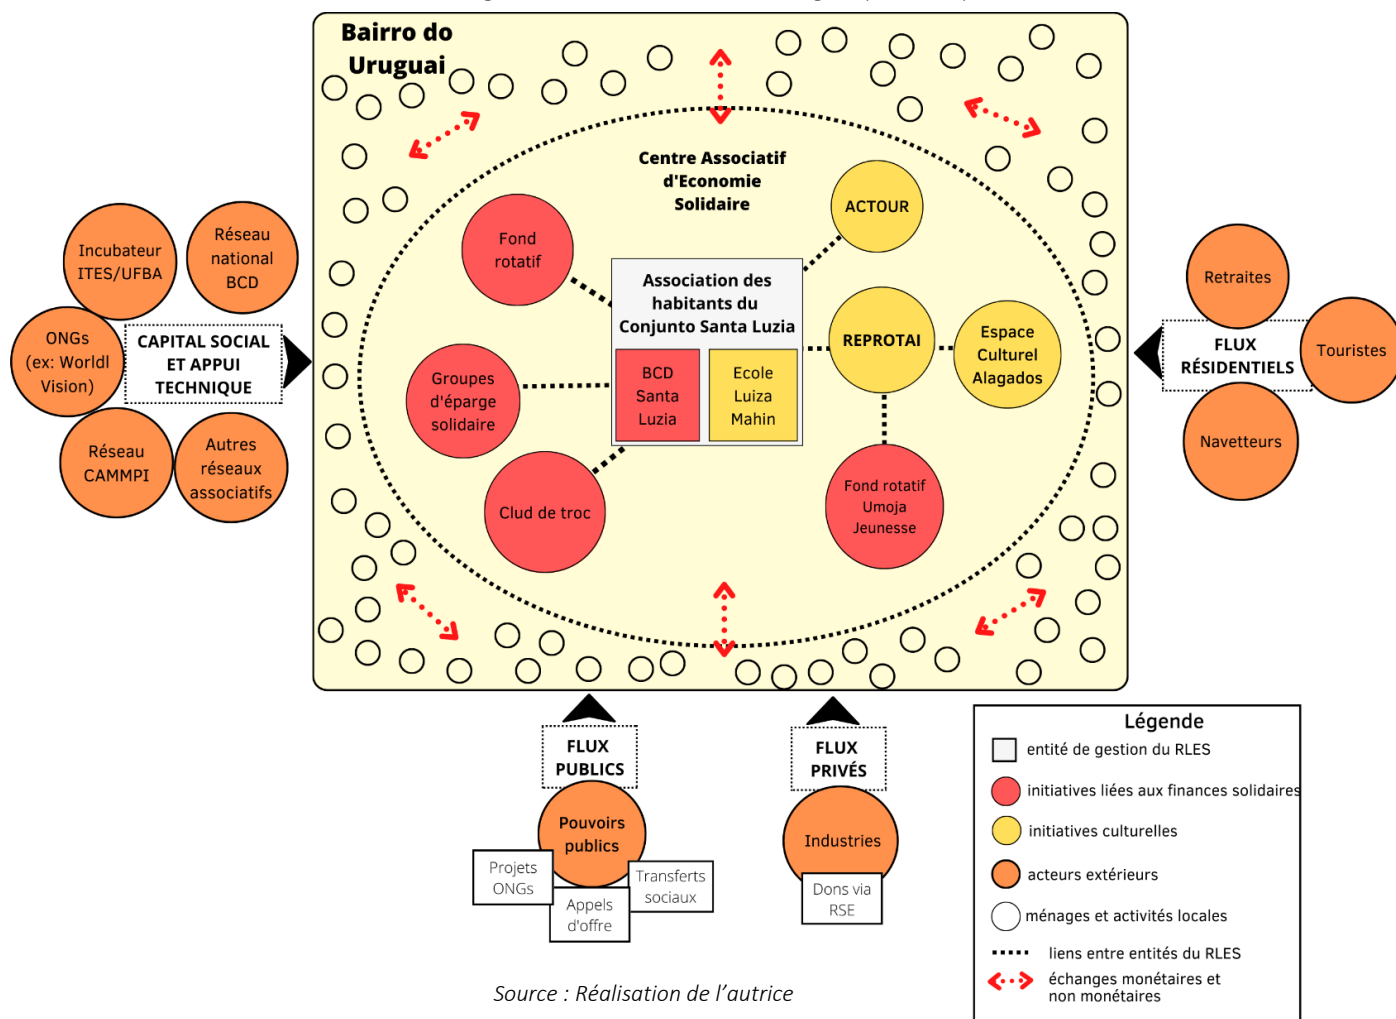 Bairro do
Uruguai
Centre Associatif
d'Economie
Solidaire
ACTOUR
Fond
rotatif
Association des
habitants du
Conjunto Santa Luzia
BCD
Santa
Luzia
Ecole
Luiza
Mahin
REPROTAI
Espace
Culturel
Alagados
Groupes
d'éparge
solidaire
Clud de troc
Fond rotatif
Umoja
Jeunesse
Incubateur
ITES/UFBA
Réseau
national
BCD
ONGs
(ex: Worldl
Vision)
CAPITAL SOCIAL
ET APPUI
TECHNIQUE
Réseau
CAMMPI
Autres
réseaux
associatifs
Retraites
FLUX
RÉSIDENTIELS
Touristes
Navetteurs
FLUX
PUBLICS
Pouvoirs
publics
Projets
ONGs
Appels
d'offre
Transferts
sociaux
FLUX
PRIVÉS
Industries
Dons via
RSE
Légende
entité de gestion du RLES
initiatives liées aux finances solidaires
initiatives culturelles
acteurs extérieurs
ménages et activités locales
liens entre entités du RLES
échanges monétaires et
non monétaires
Source : Réalisation de l'autrice